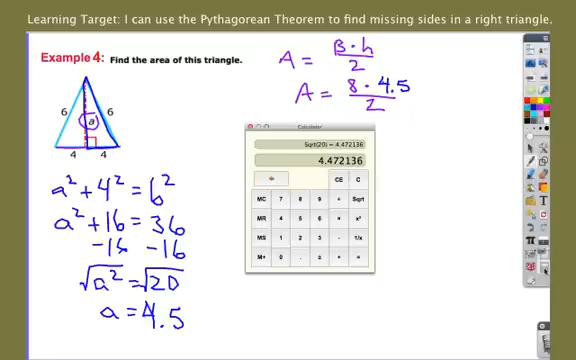 Learning Target: I can use the Pythagorean Theorem to find missing sides in a right triangle.
Example 4: Find the area of this triangle.
A = B · h / 2
A = 8 · 4.5 / 2
6 6
a
4 4
a² + 4² = 6²
a² + 16 = 36
-16 -16
√a² = √20
a = 4.5
Calculator
Sqrt(20) = 4.472136
4.472136
CE C
MC 7 8 9 ÷ Sqrt
MR 4 5 6 × x²
MS 1 2 3 - 1/x
M+ 0 . ± + =